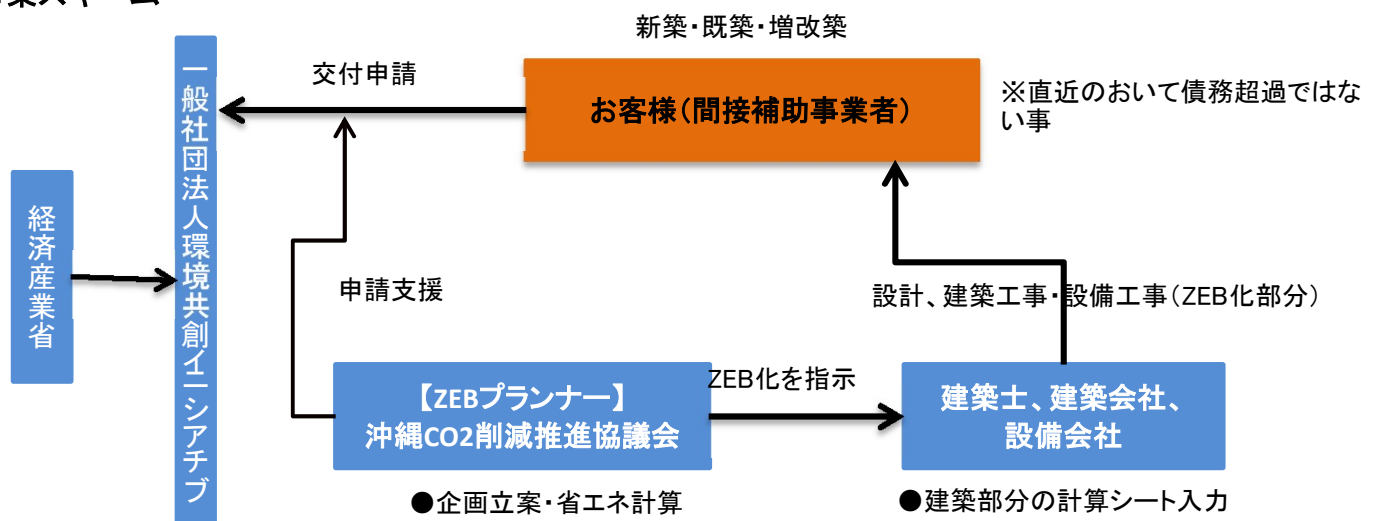 新築・既築・増改築
交付申請
お客様（間接補助事業者）
※直近のおいて債務超過ではな
い事
一般社団法人環境共創イニシアチブ
経済産業省
申請支援
設計、建築工事・設備工事（ZEB化部分）
【ZEBプランナー】
沖縄CO2削減推進協議会
ZEB化を指示
建築士、建築会社、
設備会社
●企画立案・省エネ計算
●建築部分の計算シート入力